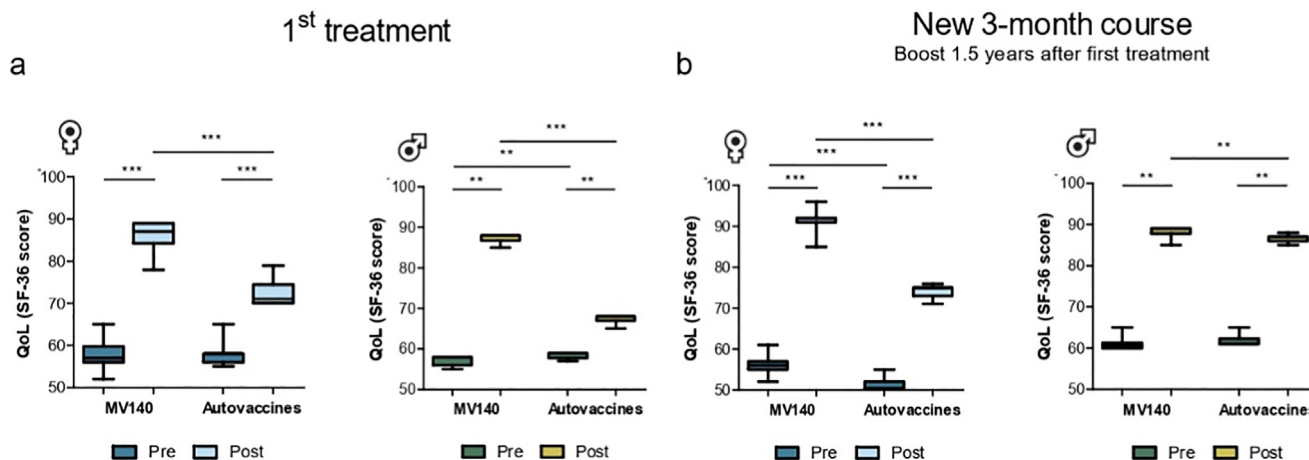 1st treatment
New 3-month course
Boost 1.5 years after first treatment
a
b
***
***
***
QoL (SF-36 score)
100
90
80
70
60
50
MV140
Autovaccines
Pre
Post
***
**
**
**
QoL (SF-36 score)
100
90
80
70
60
50
MV140
Autovaccines
Pre
Post
***
***
***
***
QoL (SF-36 score)
100
90
80
70
60
50
MV140
Autovaccines
Pre
Post
**
**
**
QoL (SF-36 score)
100
90
80
70
60
50
MV140
Autovaccines
Pre
Post